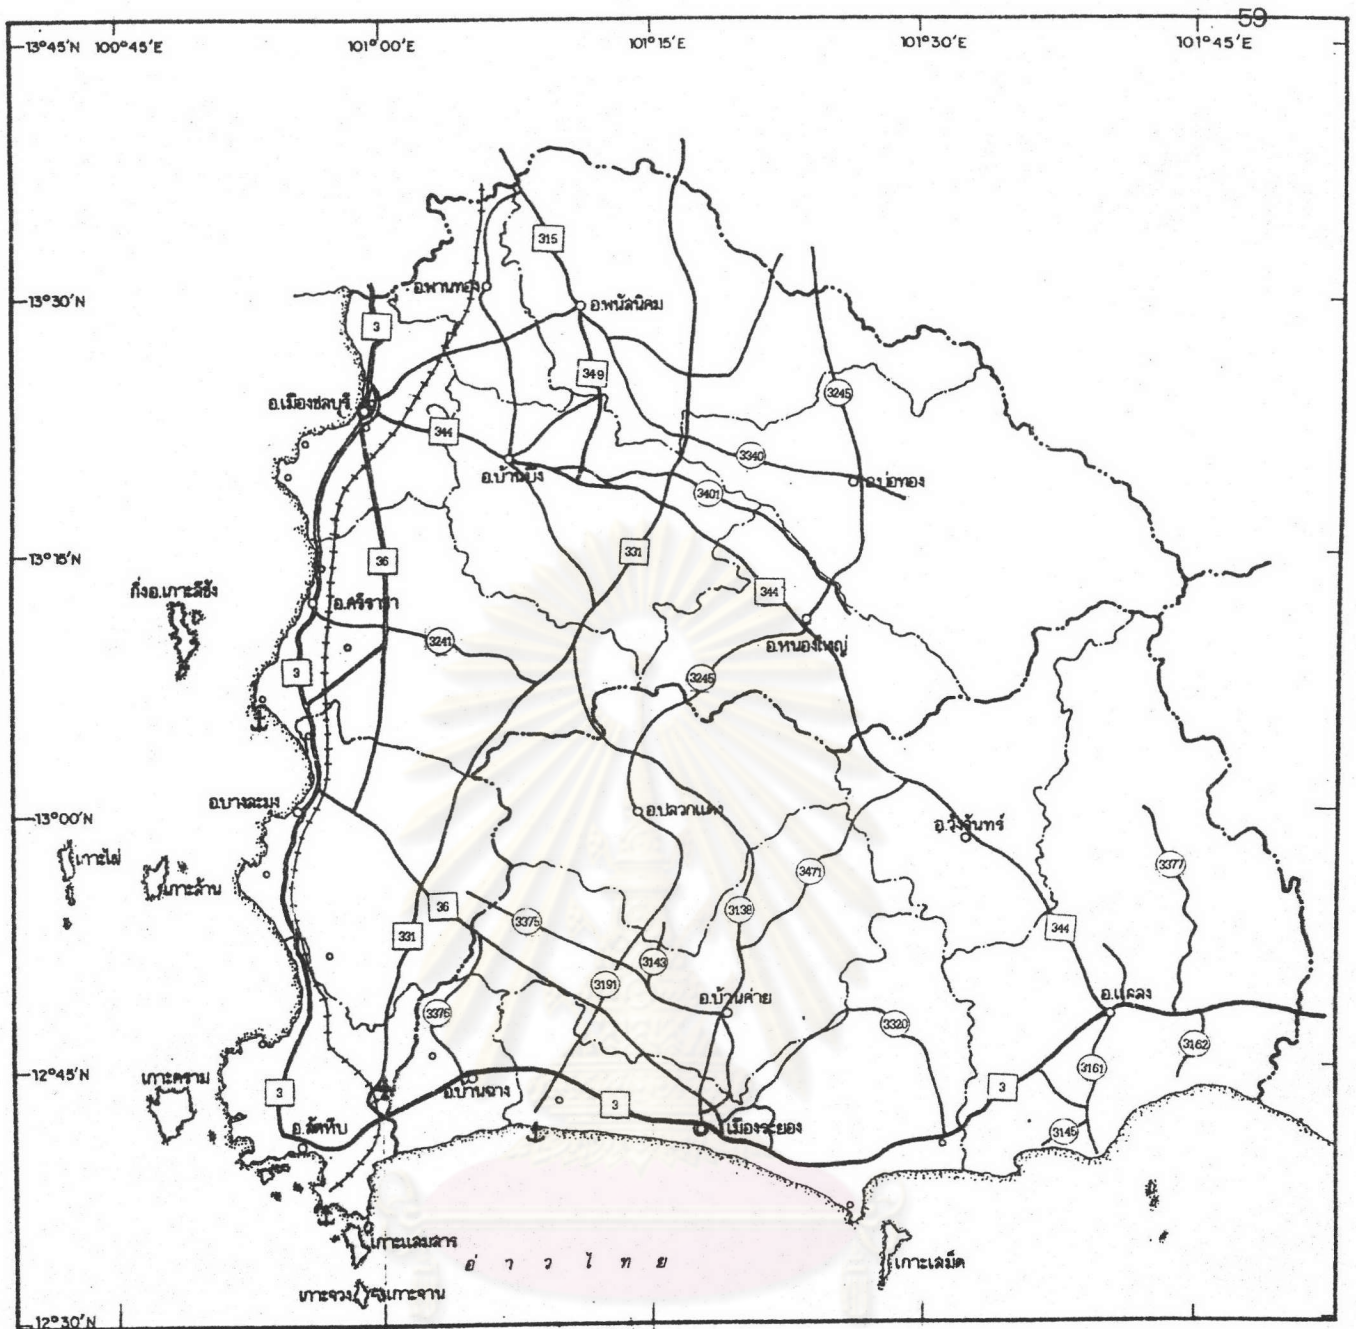 59
13°45′N 100°45′E 101°00′E 101°15′E 101°30′E 101°45′E
315
13°30′N
อ.พานทอง
อ.พนัสนิคม
3
349
3245
อ.เมืองชลบุรี
344
3340
อ.บ้านบึง
อ.บ่อทอง
3401
331
13°15′N
36
344
กิ่งอ.เกาะสีชัง
อ.ศรีราชา
3241
อ.หนองใหญ่
3
3245
อ.บางละมุง
อ.ปลวกแดง
13°00′N
อ.วังจันทร์
เกาะไผ่
เกาะล้าน
3471
3377
36
3375
3138
331
344
3143
3191
อ.บ้านค่าย
อ.แกลง
3376
3320
3162
12°45′N
เกาะคราม
3
อ.บ้านฉาง
3
3
3161
อ.สัตหีบ
เมืองระยอง
3145
เกาะแสมสาร
อ่าวไทย
เกาะเสม็ด
เกาะจวง
เกาะจาน
12°30′N